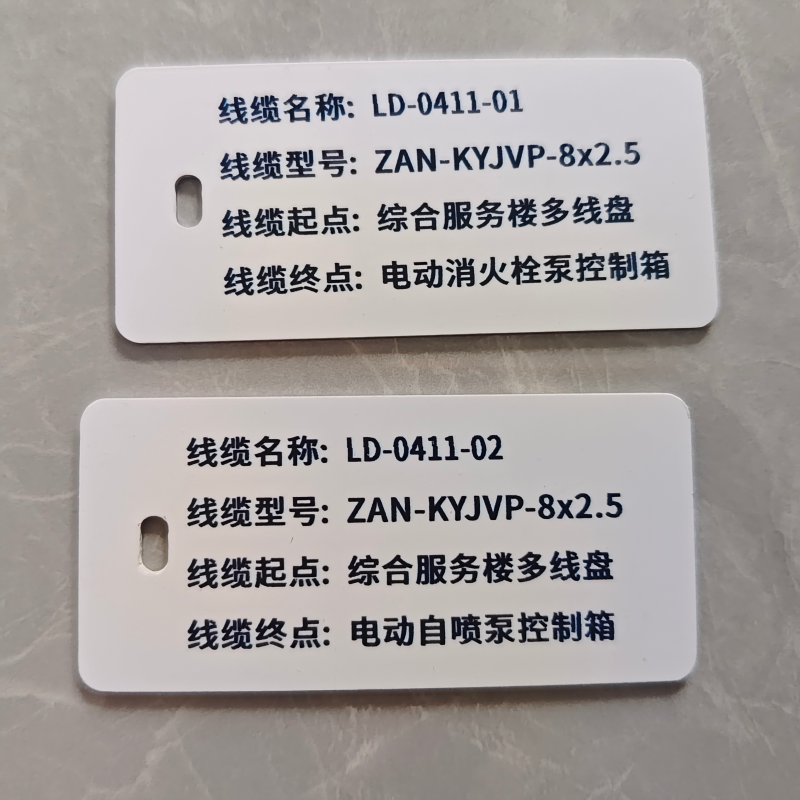 线缆名称: LD-0411-01
线缆型号: ZAN-KYJVP-8x2.5
线缆起点: 综合服务楼多线盘
线缆终点: 电动消火栓泵控制箱
线缆名称: LD-0411-02
线缆型号: ZAN-KYJVP-8x2.5
线缆起点: 综合服务楼多线盘
线缆终点: 电动自喷泵控制箱